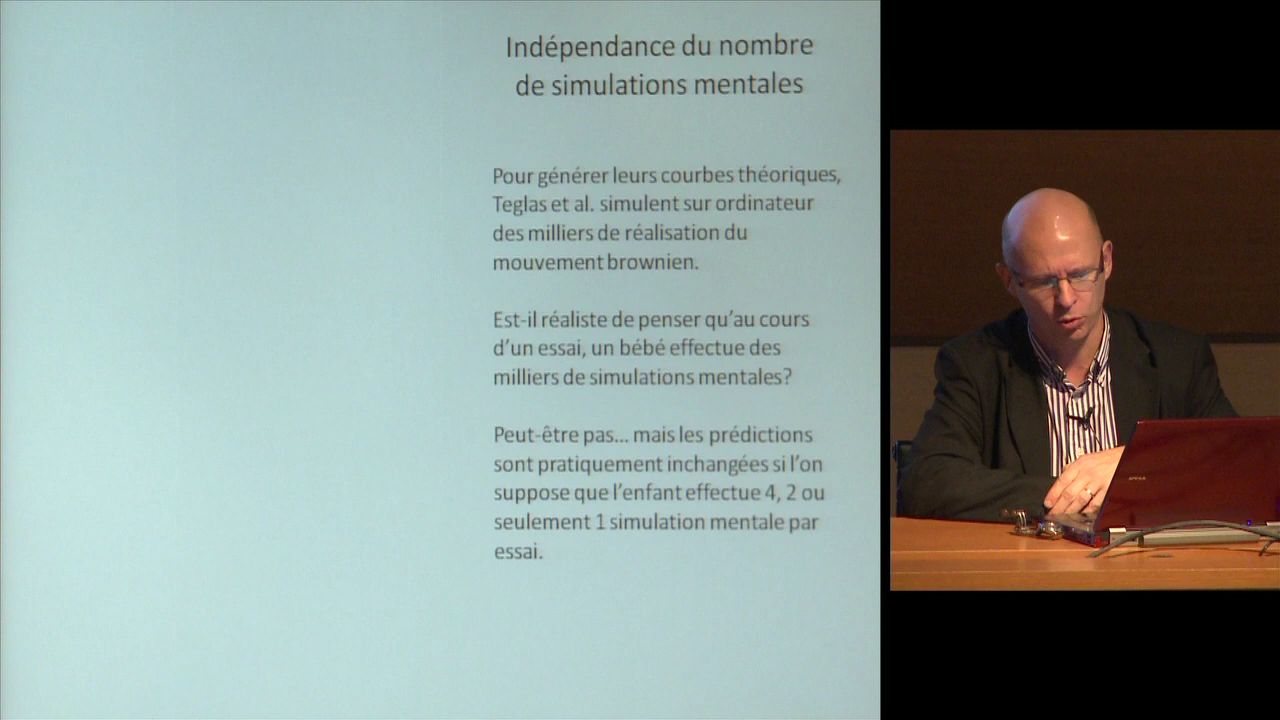 Indépendance du nombre
de simulations mentales
Pour générer leurs courbes théoriques,
Teglas et al. simulent sur ordinateur
des milliers de réalisation du
mouvement brownien.
Est-il réaliste de penser qu'au cours
d'un essai, un bébé effectue des
milliers de simulations mentales?
Peut-être pas... mais les prédictions
sont pratiquement inchangées si l'on
suppose que l'enfant effectue 4, 2 ou
seulement 1 simulation mentale par
essai.